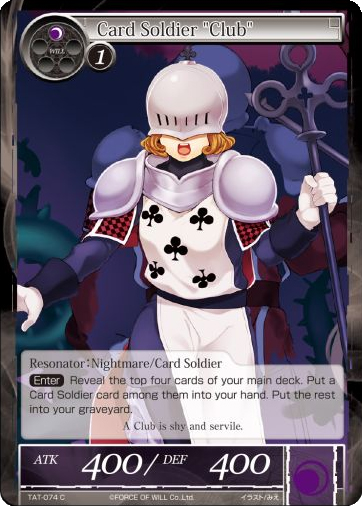 Card Soldier "Club"
WILL
1
Resonator:Nightmare/Card Soldier
Enter Reveal the top four cards of your main deck. Put a
Card Soldier card among them into your hand. Put the rest
into your graveyard.
A Club is shy and servile.
ATK 400/ DEF 400
TAT-074 C ©FORCE OF WILL Co.,Ltd. イラスト/みえ